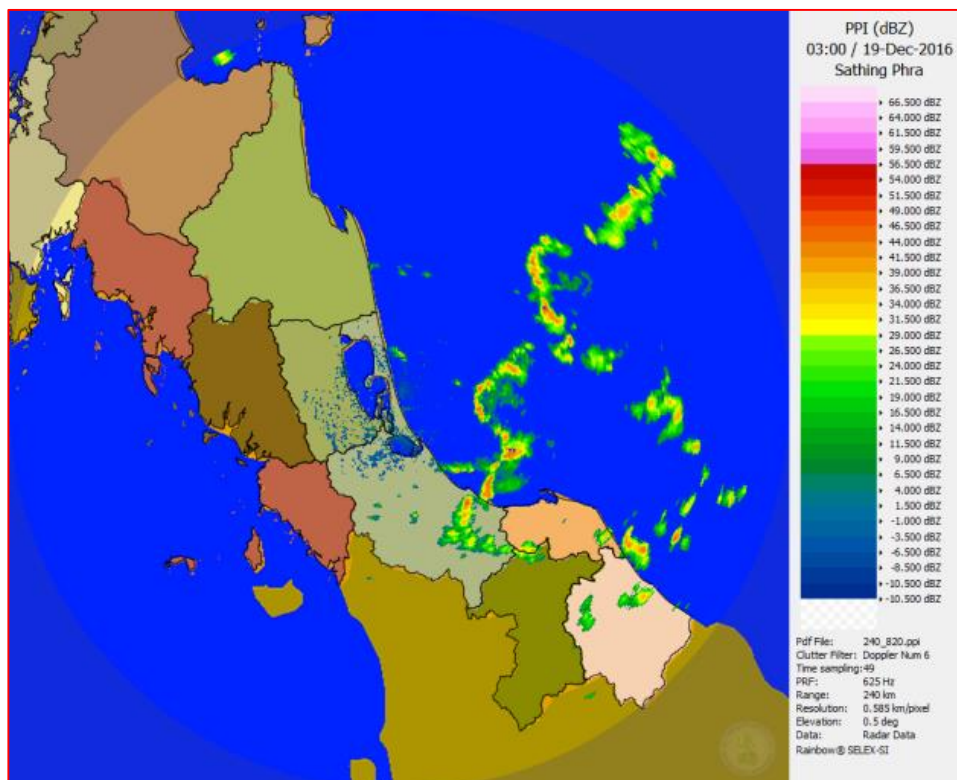 PPI (dBZ)
03:00 / 19-Dec-2016
Sathing Phra
66.500 dBZ
64.000 dBZ
61.500 dBZ
59.500 dBZ
56.500 dBZ
54.000 dBZ
51.500 dBZ
49.000 dBZ
46.500 dBZ
44.000 dBZ
41.500 dBZ
39.000 dBZ
36.500 dBZ
34.000 dBZ
31.500 dBZ
29.000 dBZ
26.500 dBZ
24.000 dBZ
21.500 dBZ
19.000 dBZ
16.500 dBZ
14.000 dBZ
11.500 dBZ
9.000 dBZ
6.500 dBZ
4.000 dBZ
1.500 dBZ
-1.000 dBZ
-3.500 dBZ
-6.500 dBZ
-8.500 dBZ
-10.500 dBZ
-10.500 dBZ
Pdf File: 240_820.ppi
Clutter Filter: Doppler Num 6
Time sampling: 49
PRF: 625 Hz
Range: 240 km
Resolution: 0.585 km/pixel
Elevation: 0.5 deg
Data: Radar Data
Rainbow® SELEX-SI